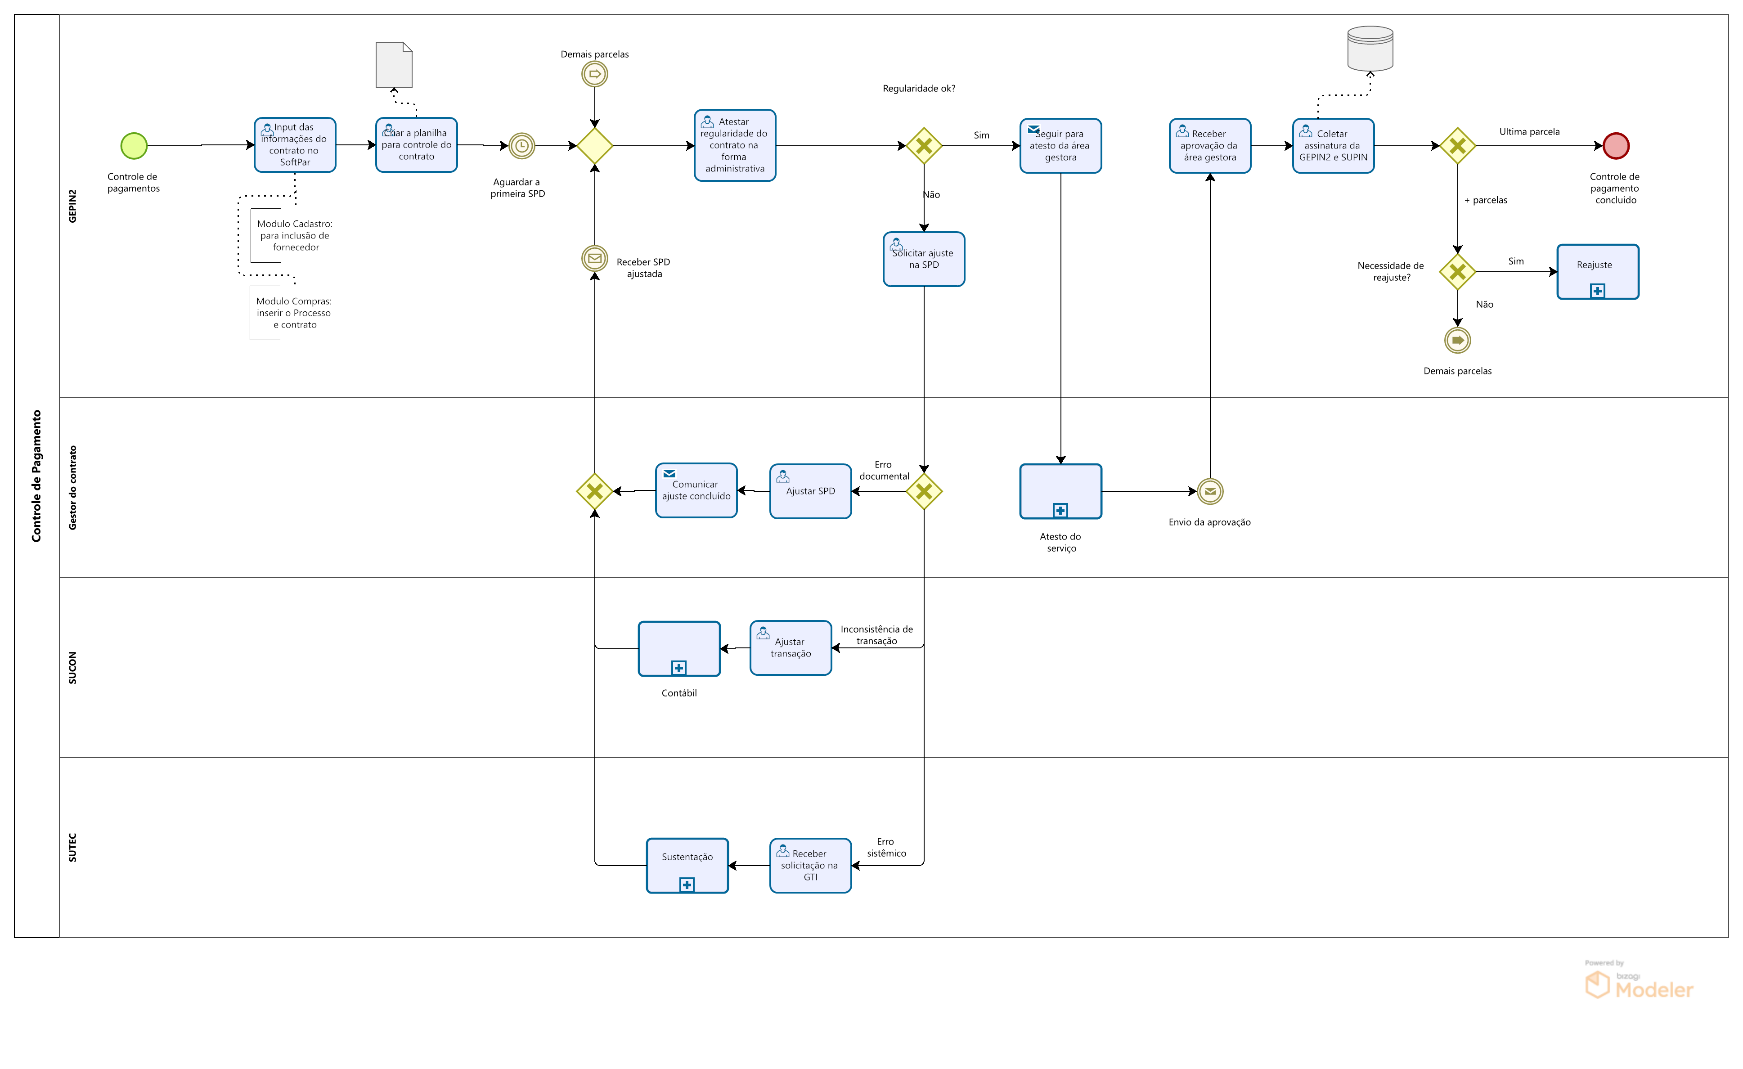 Controle de Pagamento
GEPIN2
Gestor do contrato
SUCON
SUTEC
Controle de
pagamentos
Input das
informações do
contrato no
SoftPar
Criar a planilha
para controle do
contrato
Modulo Cadastro:
para inclusão de
fornecedor
Modulo Compras:
inserir o Processo
e contrato
Aguardar a
primeira SPD
Demais parcelas
Receber SPD
ajustada
Atestar
regularidade do
contrato na
forma
administrativa
Regularidade ok?
Sim
Não
Solicitar ajuste
na SPD
Seguir para
atesto da área
gestora
Receber
aprovação da
área gestora
Coletar
assinatura da
GEPIN2 e SUPIN
Ultima parcela
Controle de
pagamento
concluido
+ parcelas
Necessidade de
reajuste?
Sim
Reajuste
Não
Demais parcelas
Comunicar
ajuste concluído
Ajustar SPD
Erro
documental
Atesto do
serviço
Envio da aprovação
Contábil
Ajustar
transação
Inconsistência de
transação
Sustentação
Receber
solicitação na
GTI
Erro
sistêmico
Powered by
bizagi
Modeler